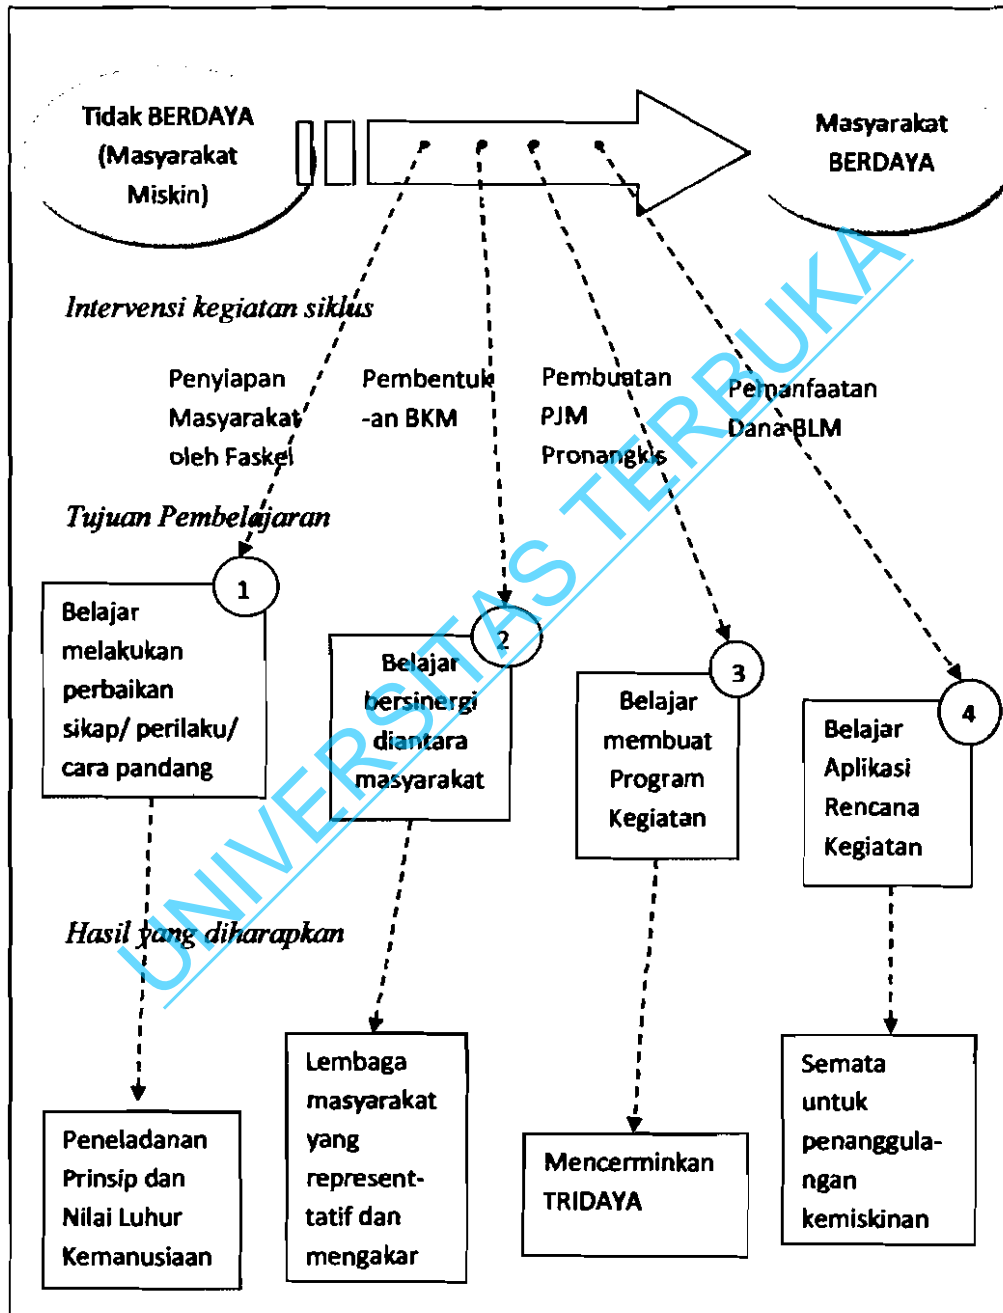 Tidak BERDAYA
(Masyarakat
Miskin)
Masyarakat
BERDAYA
Intervensi kegiatan siklus
Penyiapan
Masyarakat
oleh Faskel
Pembentuk
-an BKM
Pembuatan
PJM
Pronangkis
Pemanfaatan
Dana BLM
Tujuan Pembelajaran
1
Belajar
melakukan
perbaikan
sikap/ perilaku/
cara pandang
2
Belajar
bersinergi
diantara
masyarakat
3
Belajar
membuat
Program
Kegiatan
4
Belajar
Aplikasi
Rencana
Kegiatan
Hasil yang diharapkan
Peneladanan
Prinsip dan
Nilai Luhur
Kemanusiaan
Lembaga
masyarakat
yang
represent-
tatif dan
mengakar
Mencerminkan
TRIDAYA
Semata
untuk
penanggula-
ngan
kemiskinan
UNIVERSITAS TERBUKA